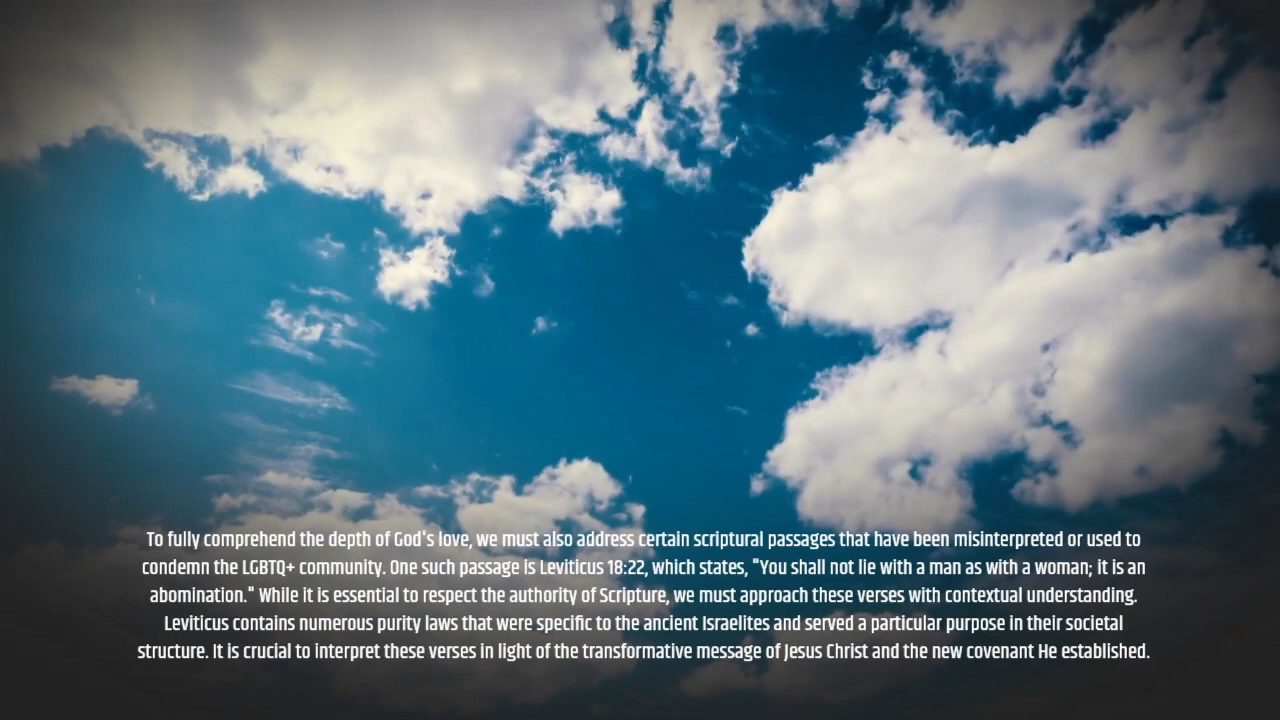 To fully comprehend the depth of God's love, we must also address certain scriptural passages that have been misinterpreted or used to
condemn the LGBTQ+ community. One such passage is Leviticus 18:22, which states, "You shall not lie with a man as with a woman; it is an
abomination." While it is essential to respect the authority of Scripture, we must approach these verses with contextual understanding.
Leviticus contains numerous purity laws that were specific to the ancient Israelites and served a particular purpose in their societal
structure. It is crucial to interpret these verses in light of the transformative message of Jesus Christ and the new covenant He established.